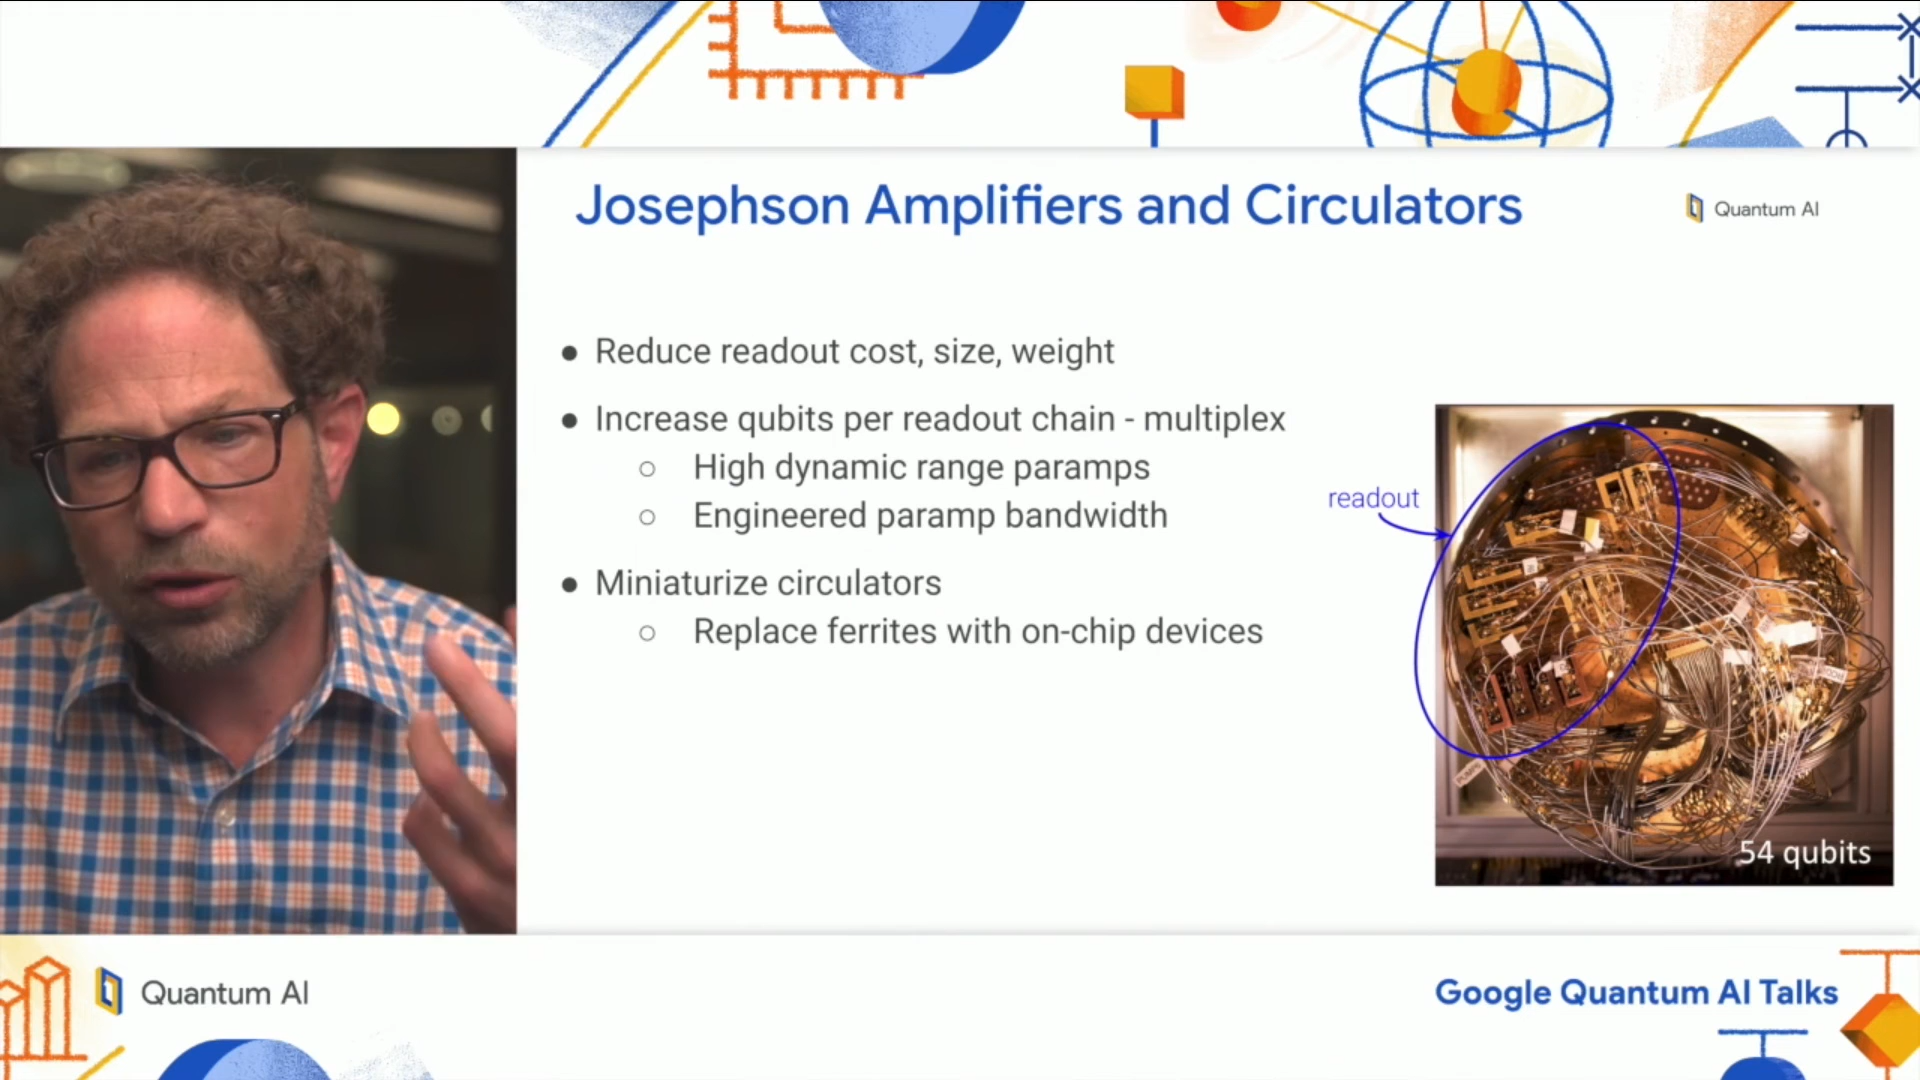 Josephson Amplifiers and Circulators
Quantum AI
● Reduce readout cost, size, weight
● Increase qubits per readout chain - multiplex
○ High dynamic range paramps
○ Engineered paramp bandwidth
readout
● Miniaturize circulators
○ Replace ferrites with on-chip devices
54 qubits
Quantum AI
Google Quantum AI Talks